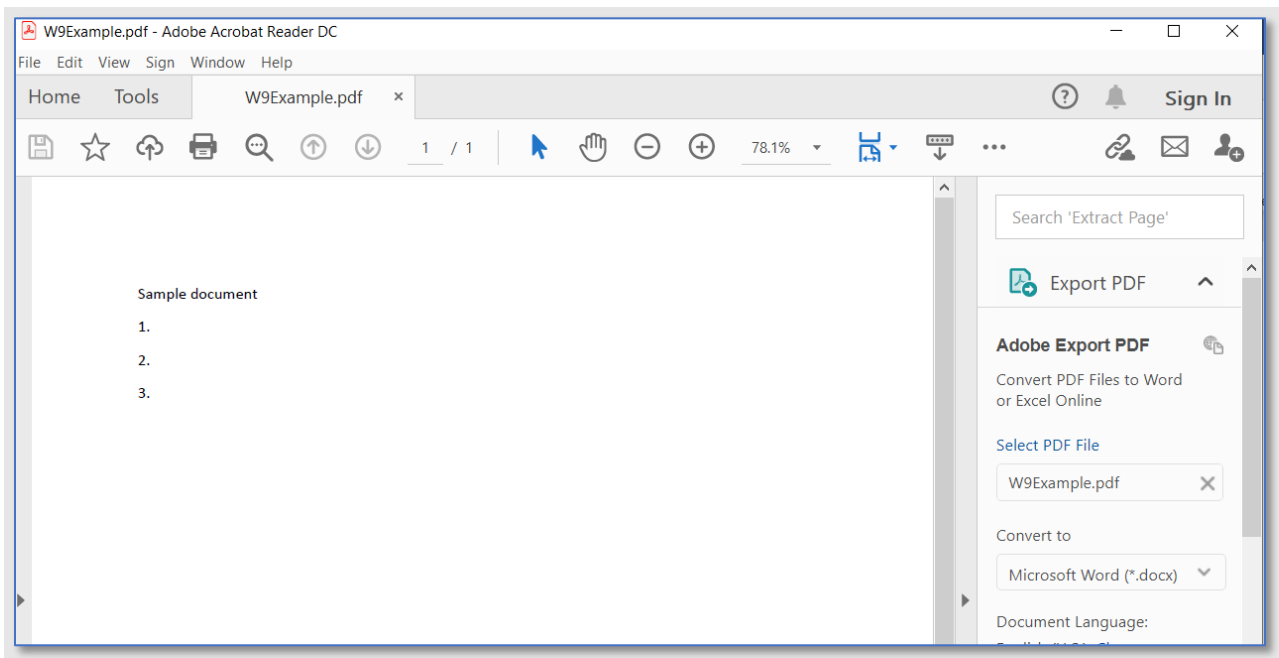 W9Example.pdf - Adobe Acrobat Reader DC
File Edit View Sign Window Help
Home Tools W9Example.pdf × Sign In
1 / 1 78.1%
Search 'Extract Page'
Export PDF
Sample document
1.
2.
3.
Adobe Export PDF
Convert PDF Files to Word
or Excel Online
Select PDF File
W9Example.pdf
Convert to
Microsoft Word (*.docx)
Document Language: